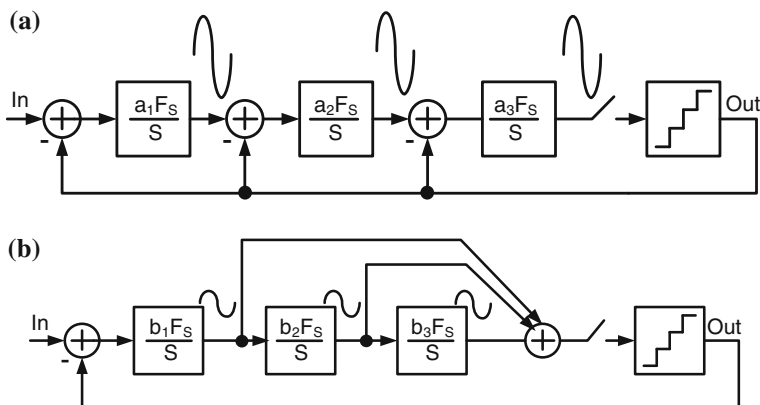 (a)
In
+
-
a₁Fₛ
S
+
-
a₂Fₛ
S
+
-
a₃Fₛ
S
Out
(b)
In
+
-
b₁Fₛ
S
b₂Fₛ
S
b₃Fₛ
S
+
Out